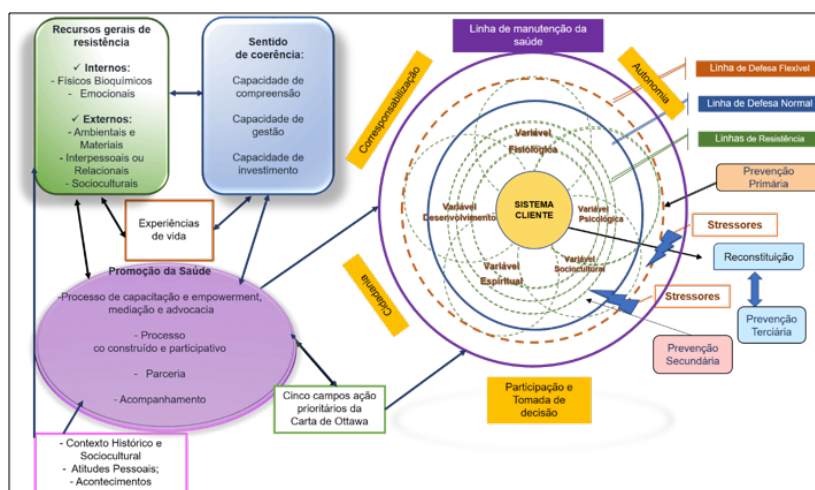 Recursos gerais de
resistência
✓ Internos:
- Físicos Bioquímicos
- Emocionais
✓ Externos:
- Ambientais e
Materiais
- Interpessoais ou
Relacionais
- Socioculturais
Sentido
de coerência:
Capacidade de
compreensão
Capacidade de
gestão
Capacidade de
investimento
Experiências
de vida
Promoção da Saúde
-Processo de capacitação e empowerment,
mediação e advocacia
- Processo
co construído e participativo
- Parceria
- Acompanhamento
- Contexto Histórico e
Sociocultural
- Atitudes Pessoais;
- Acontecimentos
Cinco campos ação
prioritários da
Carta de Ottawa
Linha de manutenção da
saúde
Corresponsabilização
Autonomia
Cidadania
Participação e
Tomada de
decisão
Variável
Fisiológica
Variável
Desenvolvimento
SISTEMA
CLIENTE
Variável
Psicológica
Variável
Sociocultural
Variável
Espiritual
Linha de Defesa Flexível
Linha de Defesa Normal
Linhas de Resistência
Prevenção
Primária
Stressores
Reconstituição
Stressores
Prevenção
Terciária
Prevenção
Secundária